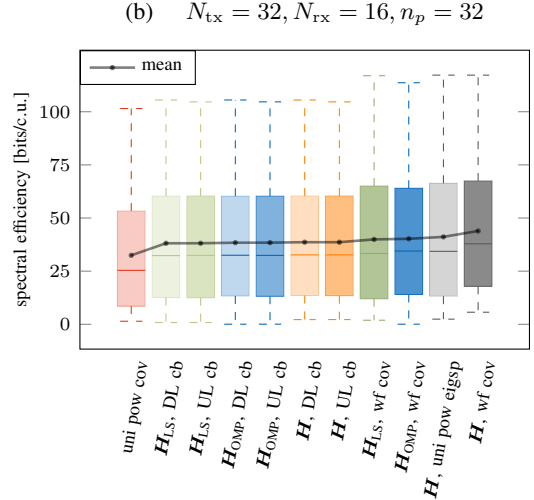 (b) N_tx = 32, N_rx = 16, n_p = 32
mean
spectral efficiency [bits/c.u.]
100
75
50
25
0
uni pow cov
H_LS, DL cb
H_LS, UL cb
H_OMP, DL cb
H_OMP, UL cb
H, DL cb
H, UL cb
H_LS, wf cov
H_OMP, wf cov
H, uni pow eigsp
H, wf cov